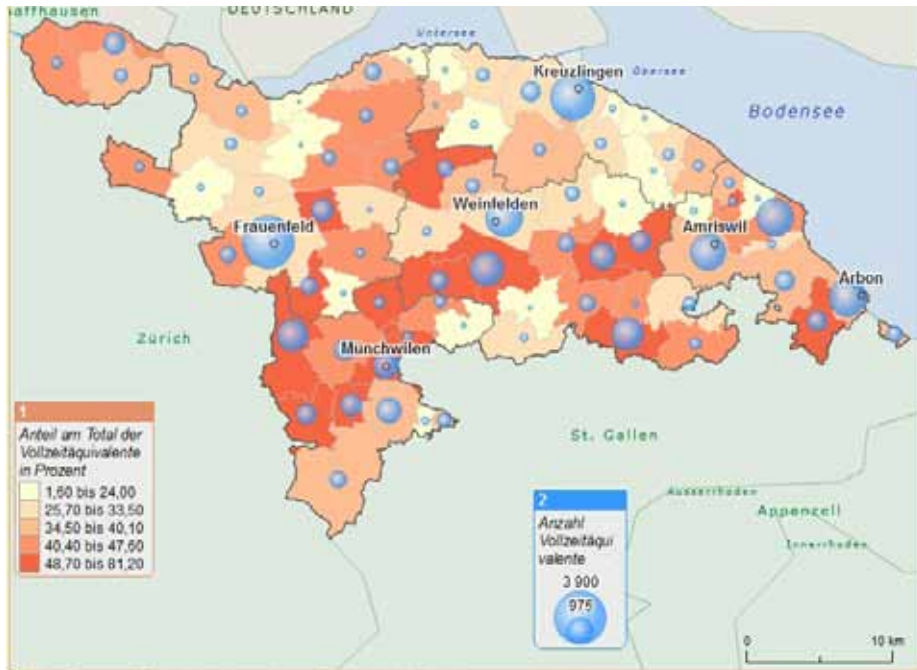 affhausen
DEUTSCHLAND
Untersee
Kreuzlingen
Obersee
Bodensee
Weinfelden
Frauenfeld
Amriswil
Arbon
Zürich
Münchwilen
1
Anteil am Total der
Vollzeitäquivalente
in Prozent
1,60 bis 24,00
25,70 bis 33,50
34,50 bis 40,10
40,40 bis 47,60
48,70 bis 81,20
St. Gallen
2
Anzahl
Vollzeitäqui
valente
3 900
975
Ausserrhoden
Appenzell
Innerrhoden
0 10 km